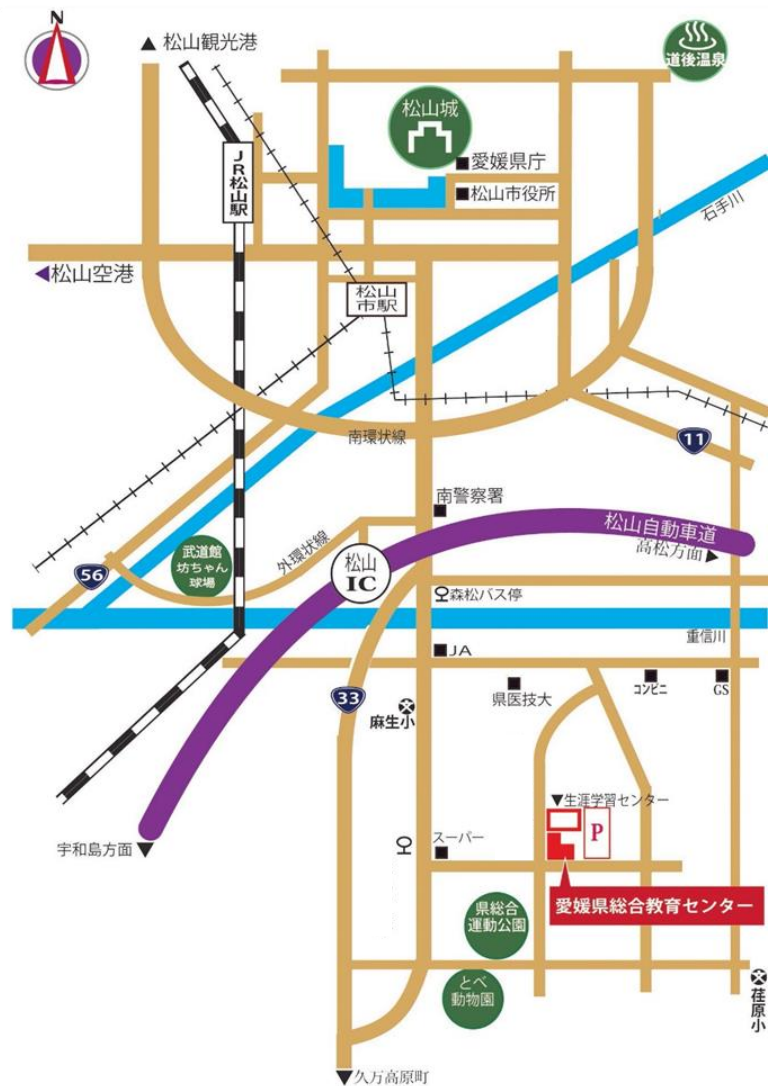 N
▲ 松山観光港
道後温泉
松山城
■愛媛県庁
■松山市役所
JR松山駅
石手川
◀松山空港
松山
市駅
南環状線
11
南警察署
松山自動車道
高松方面▶
外環状線
松山
IC
武道館
坊ちゃん
球場
56
森松バス停
重信川
JA
33
県医技大
コンビニ
GS
麻生小
▼生涯学習センター
P
スーパー
宇和島方面▼
愛媛県総合教育センター
県総合
運動公園
とべ
動物園
荏原小
▼久万高原町